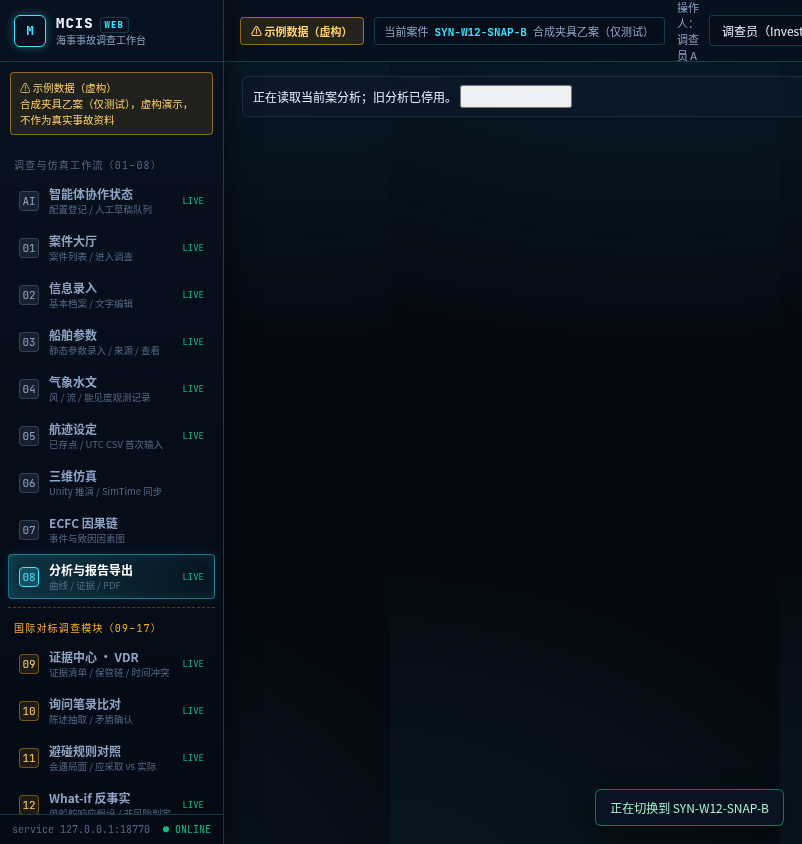 M
MCIS WEB
海事事故调查工作台
⚠ 示例数据（虚构）
当前案件 SYN-W12-SNAP-B 合成夹具乙案（仅测试）
操作
人：
调查
员 A
调查员（Invest
⚠ 示例数据（虚构）
合成夹具乙案（仅测试），虚构演示，
不作为真实事故资料
正在读取当前案分析；旧分析已停用。
调查与仿真工作流（01-08）
AI 智能体协作状态 LIVE
配置登记 / 人工草稿队列
01 案件大厅 LIVE
案件列表 / 进入调查
02 信息录入 LIVE
基本档案 / 文字编辑
03 船舶参数 LIVE
静态参数录入 / 来源 / 查看
04 气象水文 LIVE
风 / 流 / 能见度观测记录
05 航迹设定 LIVE
已存点 / UTC CSV 首次输入
06 三维仿真
Unity 推演 / SimTime 同步
07 ECFC 因果链
事件与致因因素图
08 分析与报告导出 LIVE
曲线 / 证据 / PDF
国际对标调查模块（09-17）
09 证据中心 · VDR LIVE
证据清单 / 保管链 / 时间冲突
10 询问笔录比对 LIVE
陈述抽取 / 矛盾确认
11 避碰规则对照 LIVE
会遇局面 / 应采取 vs 实际
12 What-if 反事实 LIVE
正在切换到 SYN-W12-SNAP-B
service 127.0.0.1:18770 ● ONLINE